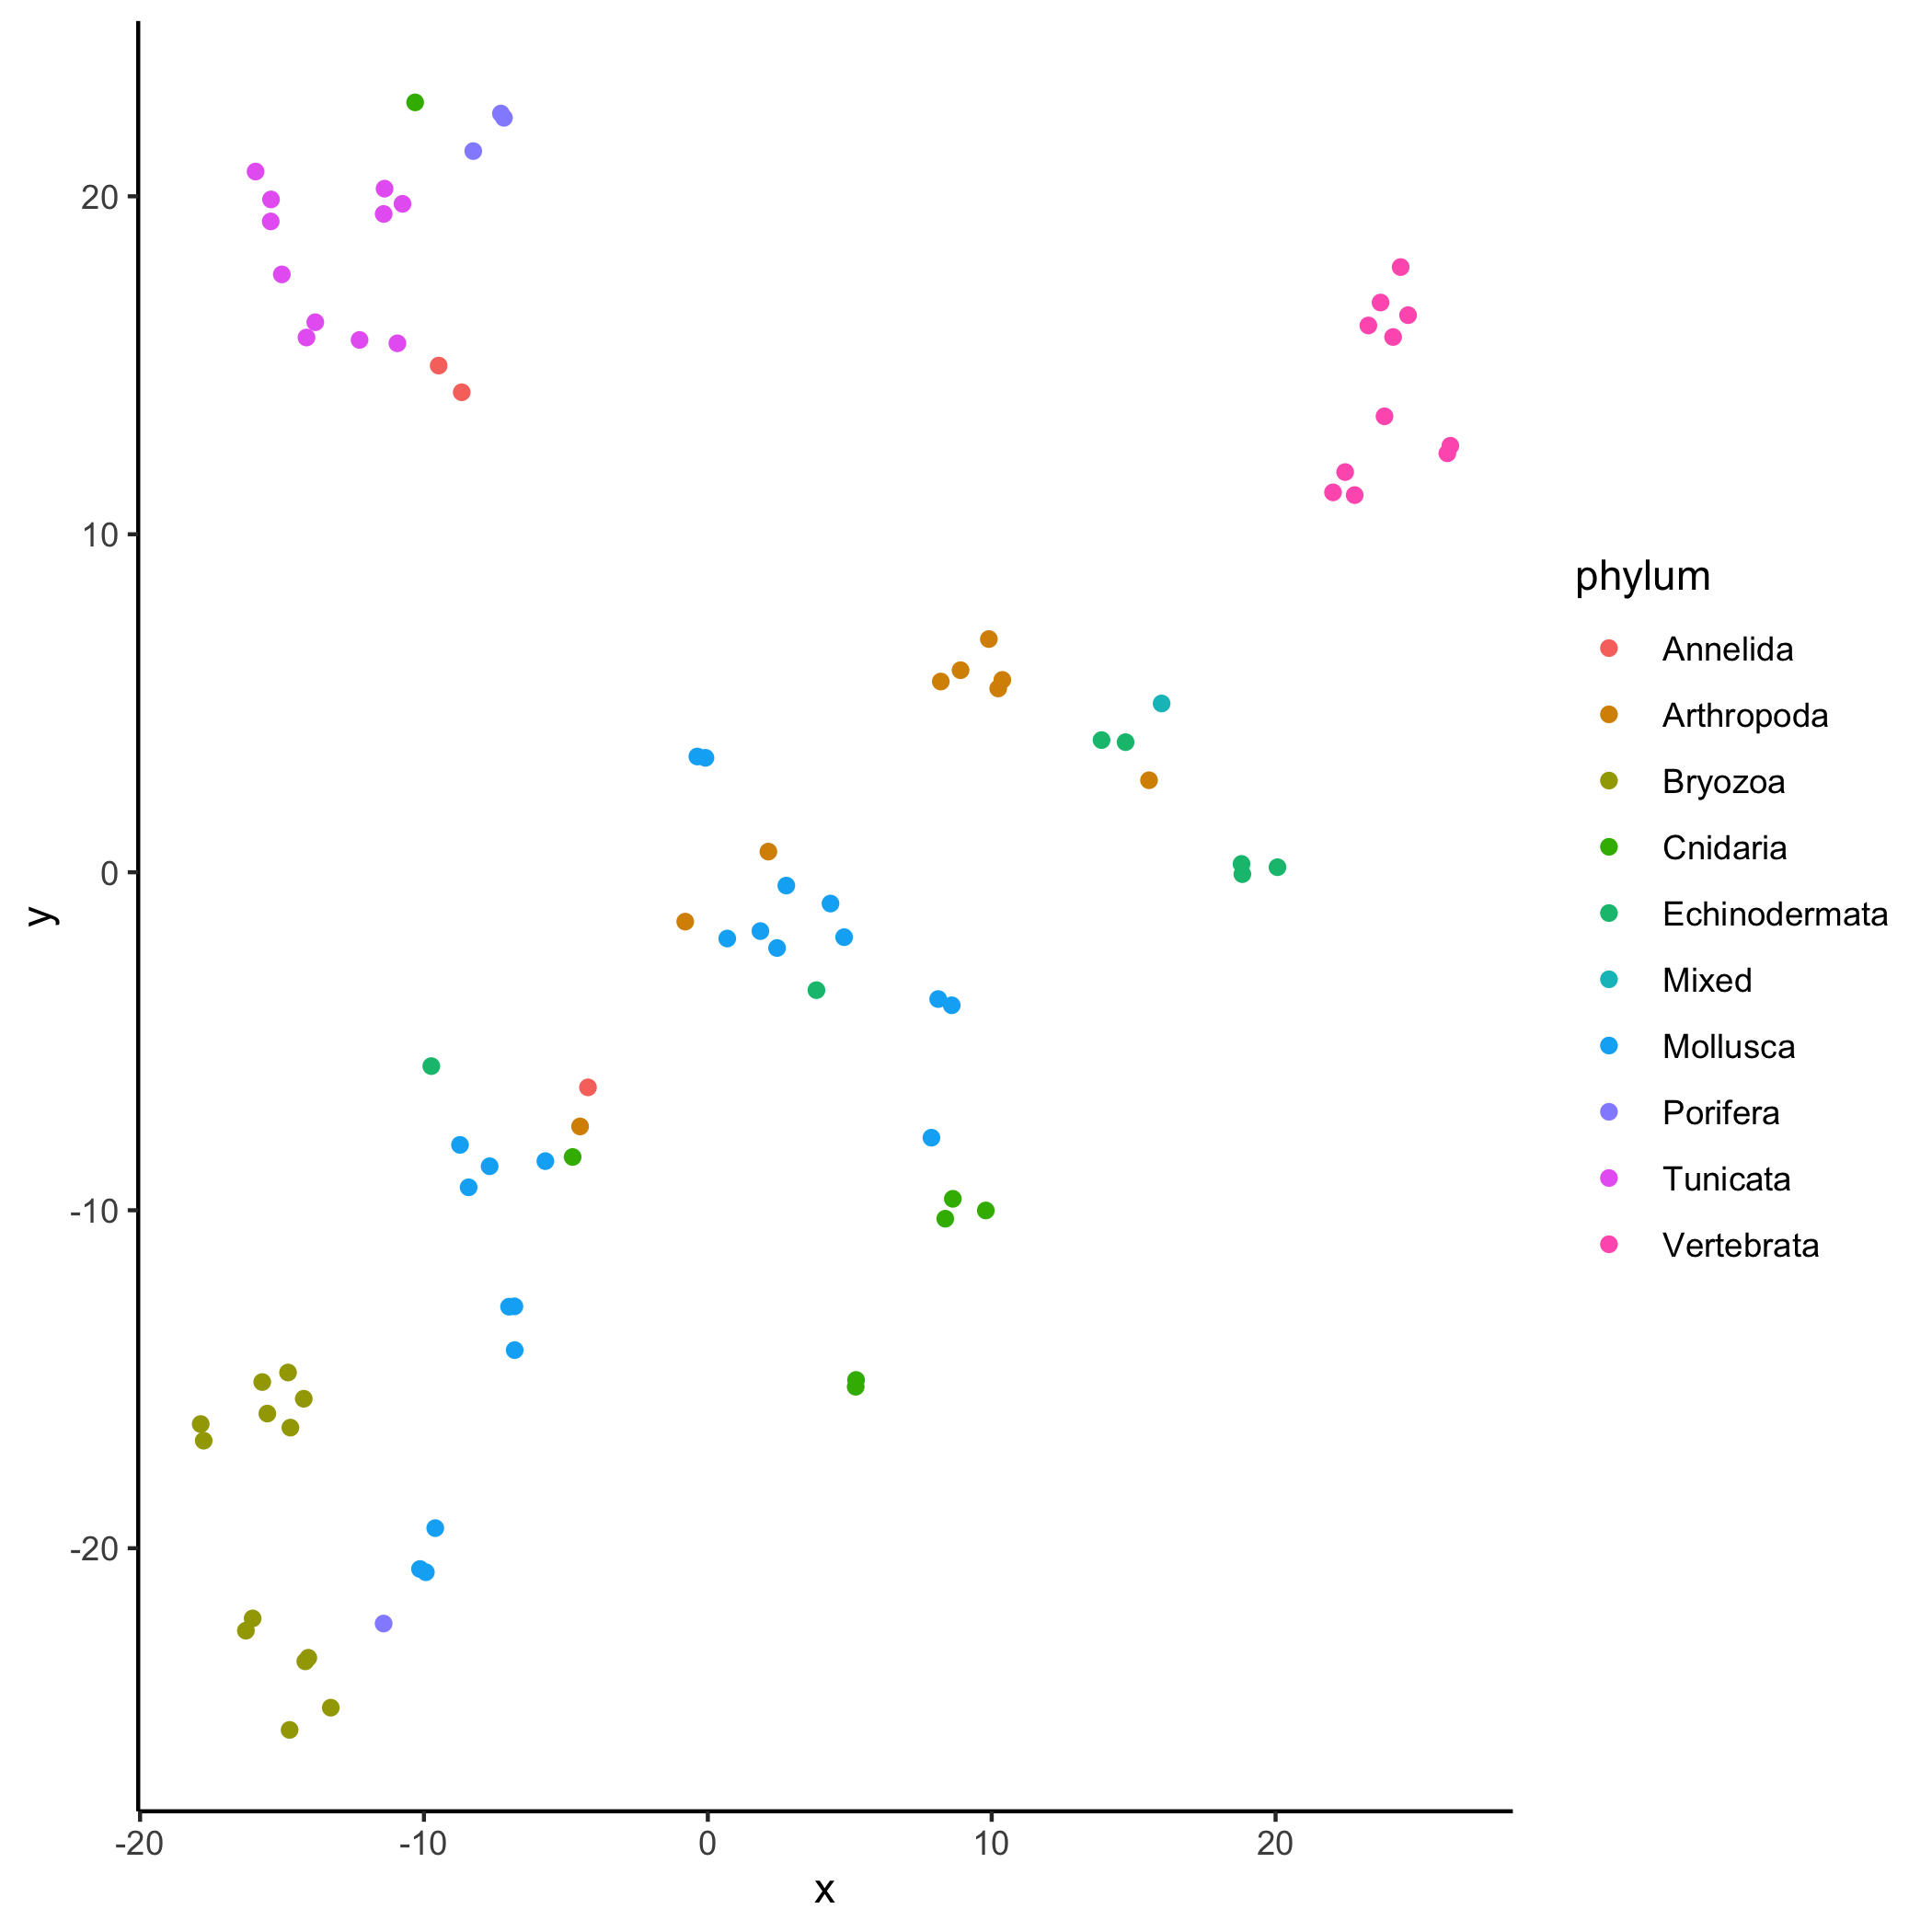 20
10
0
-10
-20
y
-20
-10
0
10
20
x
phylum
Annelida
Arthropoda
Bryozoa
Cnidaria
Echinodermata
Mixed
Mollusca
Porifera
Tunicata
Vertebrata